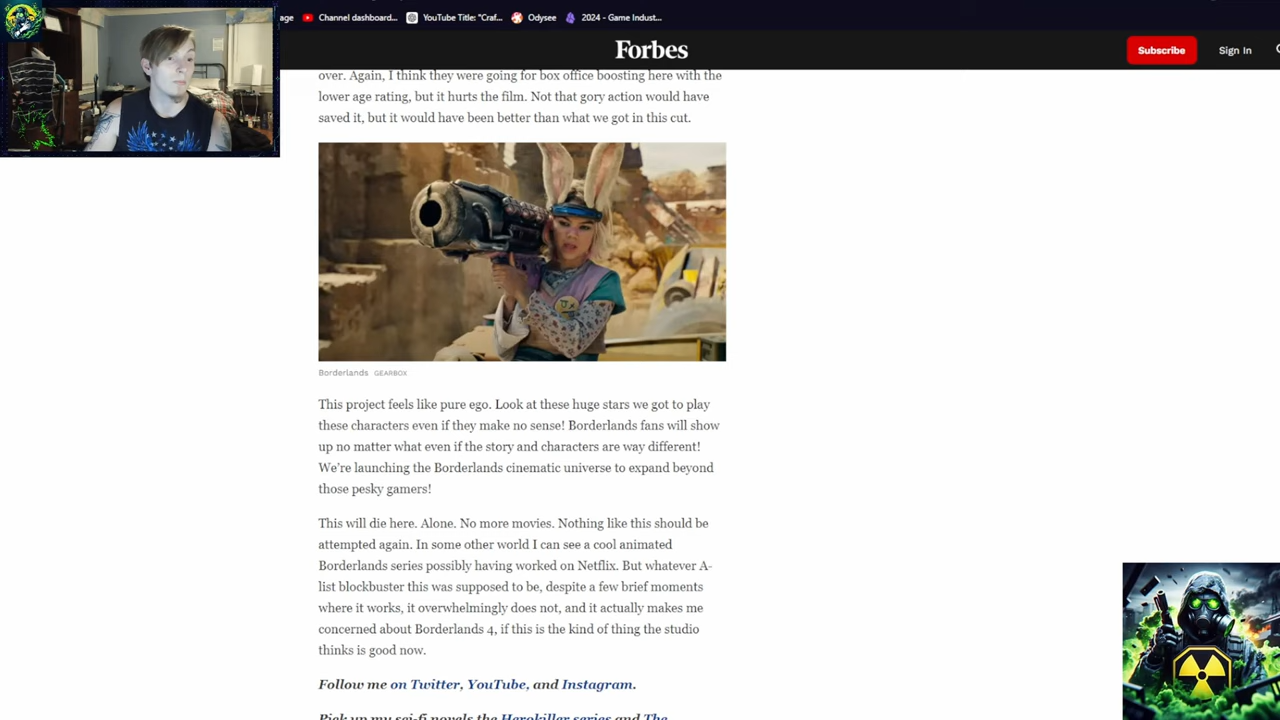 age
Channel dashboard...
YouTube Title: "Craf...
Odysee
2024 - Game Indust...
Forbes
Subscribe
Sign In
over. Again, I think they were going for box office boosting here with the
lower age rating, but it hurts the film. Not that gory action would have
saved it, but it would have been better than what we got in this cut.
Borderlands GEARBOX
This project feels like pure ego. Look at these huge stars we got to play
these characters even if they make no sense! Borderlands fans will show
up no matter what even if the story and characters are way different!
We're launching the Borderlands cinematic universe to expand beyond
those pesky gamers!
This will die here. Alone. No more movies. Nothing like this should be
attempted again. In some other world I can see a cool animated
Borderlands series possibly having worked on Netflix. But whatever A-
list blockbuster this was supposed to be, despite a few brief moments
where it works, it overwhelmingly does not, and it actually makes me
concerned about Borderlands 4, if this is the kind of thing the studio
thinks is good now.
Follow me on Twitter, YouTube, and Instagram.
Pick up my sci-fi novels the Herokiller series and The